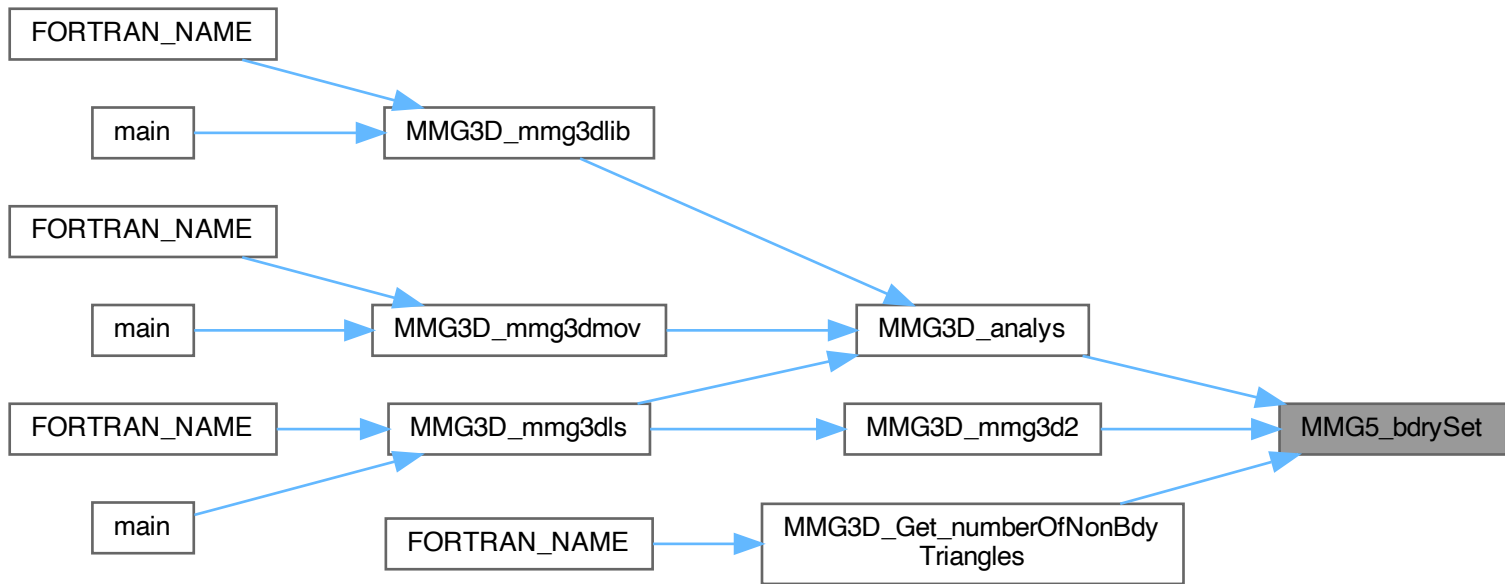 FORTRAN_NAME
main
MMG3D_mmg3dlib
FORTRAN_NAME
main
MMG3D_mmg3dmov
MMG3D_analys
FORTRAN_NAME
MMG3D_mmg3dls
MMG3D_mmg3d2
MMG5_bdrySet
main
FORTRAN_NAME
MMG3D_Get_numberOfNonBdy
Triangles